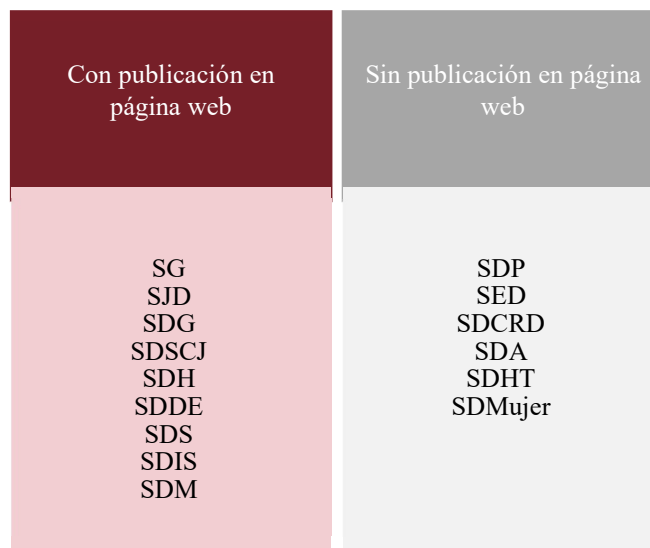 Con publicación en
página web
SG
SJD
SDG
SDSCJ
SDH
SDDE
SDS
SDIS
SDM
Sin publicación en página
web
SDP
SED
SDCRD
SDA
SDHT
SDMujer